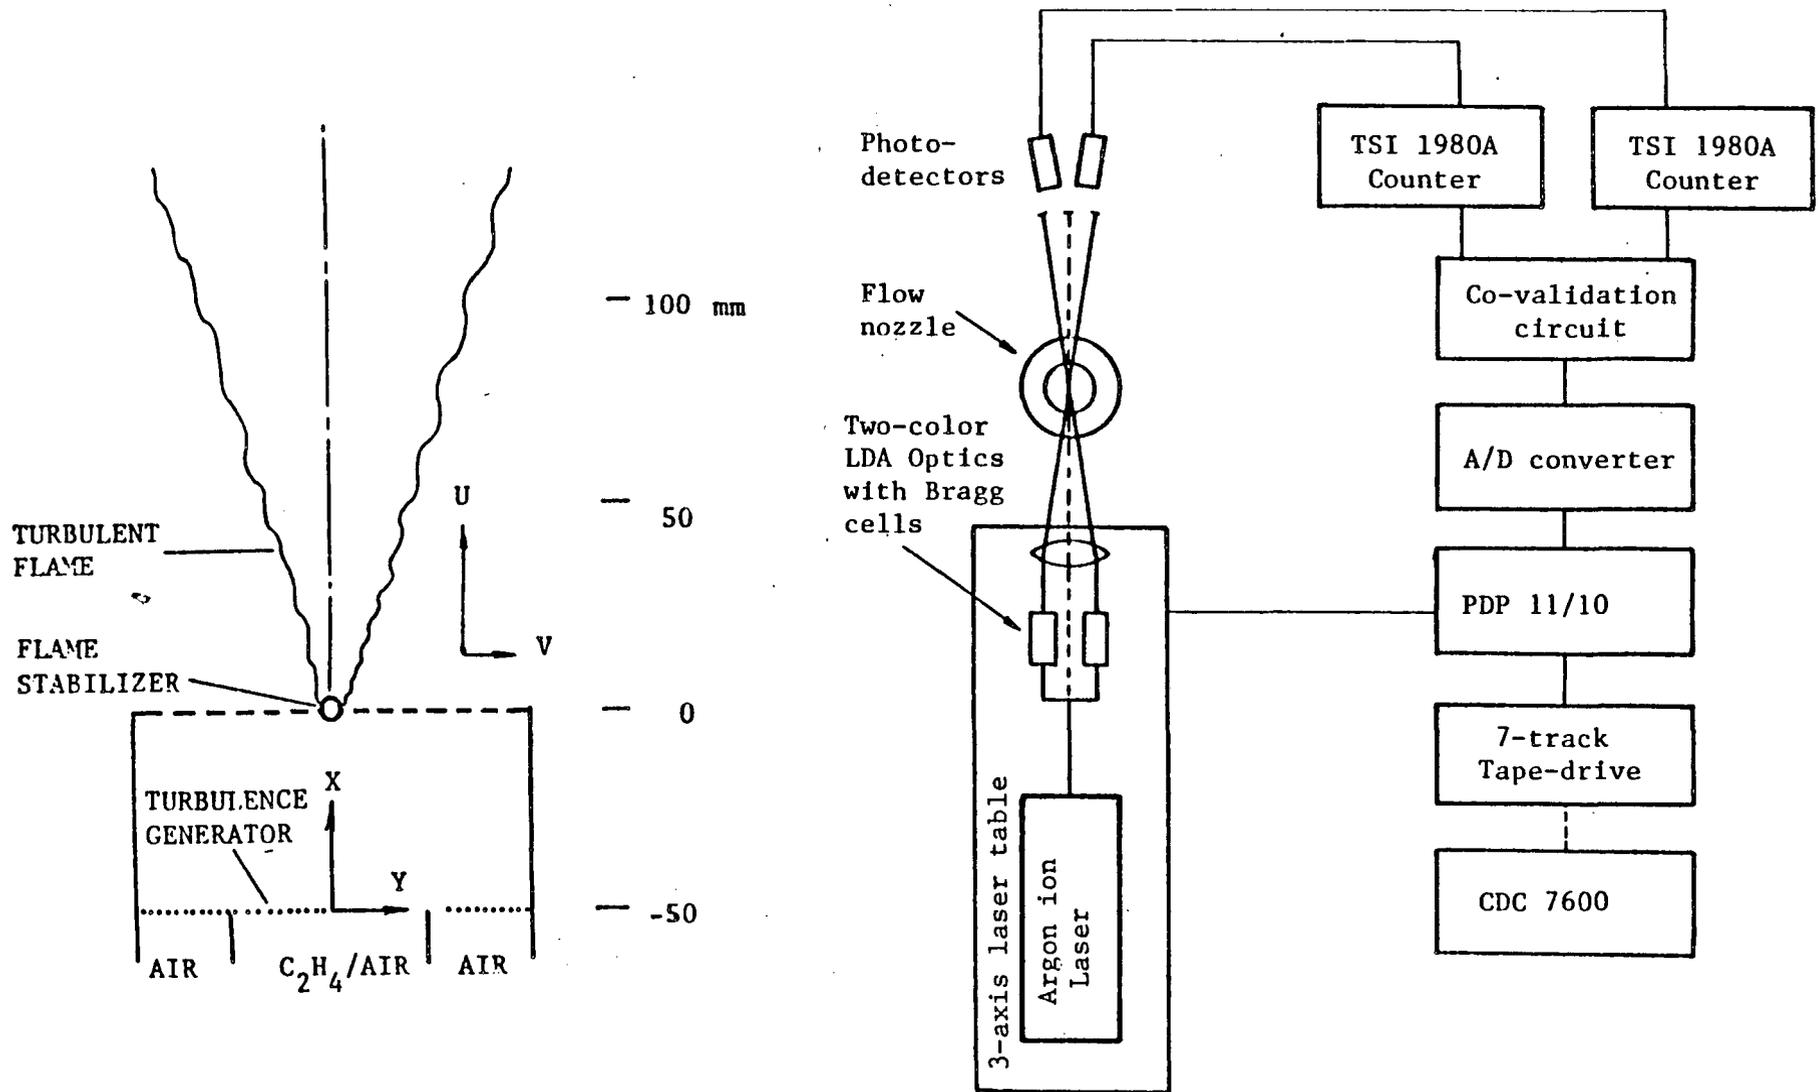 100 mm
50
0
-50
U
V
TURBULENT
FLAME
FLAME
STABILIZER
X
TURBULENCE
GENERATOR
Y
AIR
C₂H₄/AIR
AIR
Photo-
detectors
Flow
nozzle
Two-color
LDA Optics
with Bragg
cells
3-axis laser table
Argon ion
Laser
TSI 1980A
Counter
TSI 1980A
Counter
Co-validation
circuit
A/D converter
PDP 11/10
7-track
Tape-drive
CDC 7600